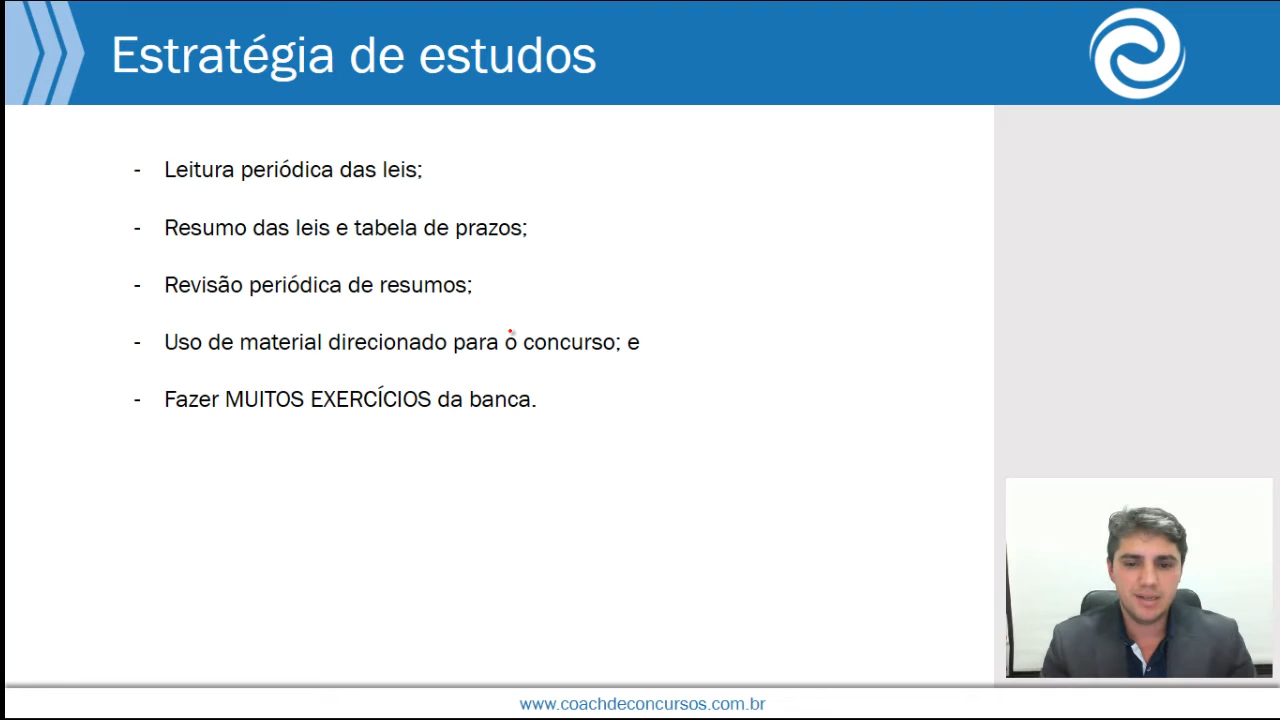 Estratégia de estudos
- Leitura periódica das leis;
- Resumo das leis e tabela de prazos;
- Revisão periódica de resumos;
- Uso de material direcionado para o concurso; e
- Fazer MUITOS EXERCÍCIOS da banca.
www.coachdeconcursos.com.br